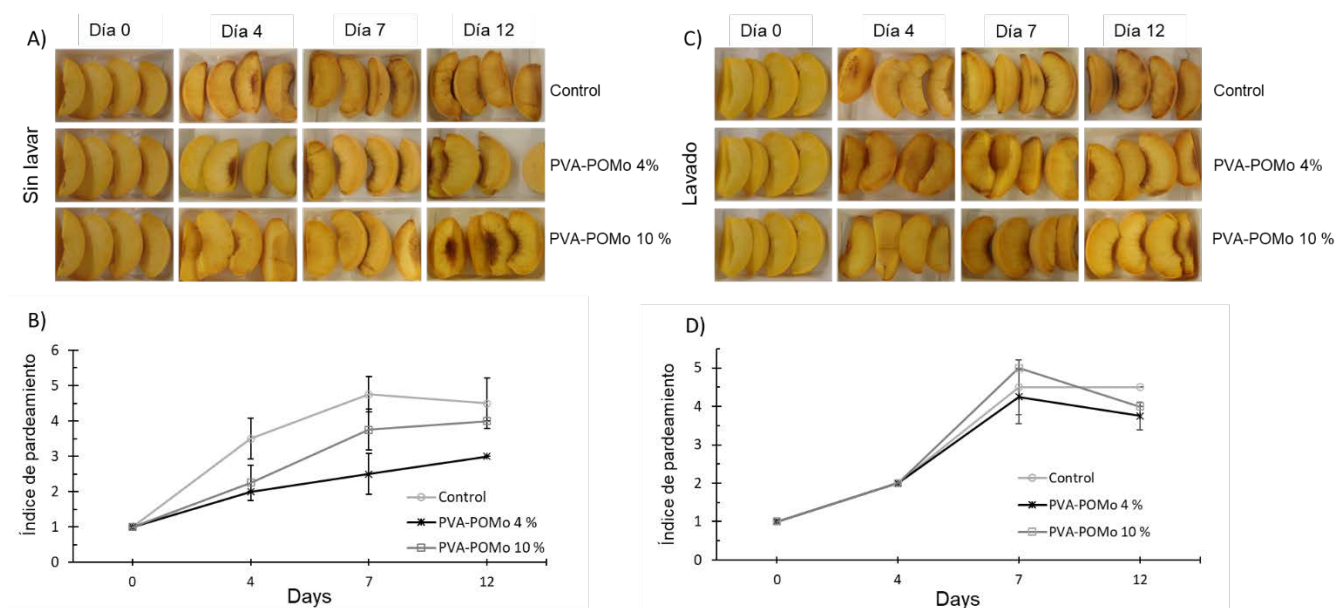 A)
Día 0
Día 4
Día 7
Día 12
Sin lavar
Control
PVA-POMo 4%
PVA-POMo 10 %
B)
Índice de pardeamiento
6
5
4
3
2
1
0
0
4
7
12
Days
Control
PVA-POMo 4 %
PVA-POMo 10 %
C)
Día 0
Día 4
Día 7
Día 12
Lavado
Control
PVA-POMo 4%
PVA-POMo 10 %
D)
Índice de pardeamiento
5
4
3
2
1
0
0
4
7
12
Days
Control
PVA-POMo 4 %
PVA-POMo 10 %